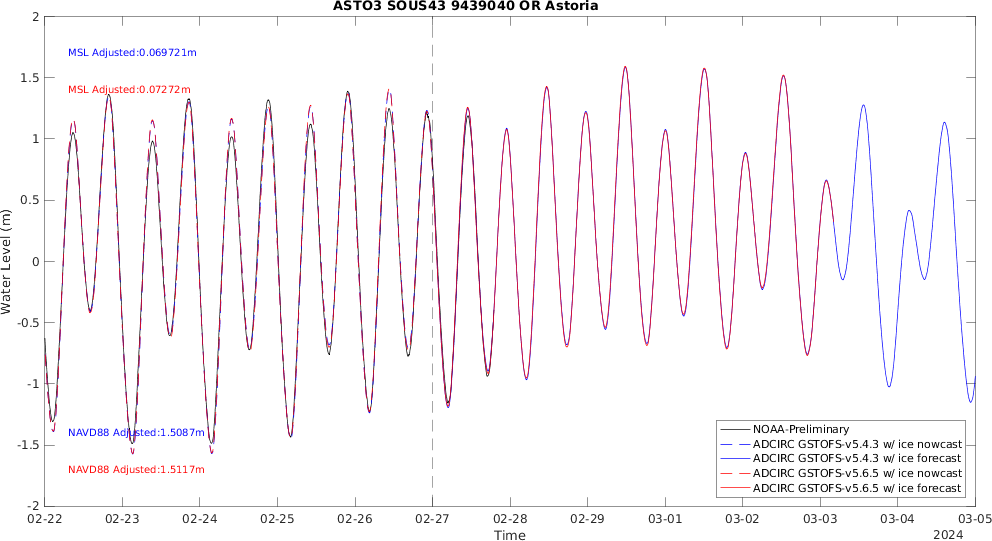 ASTO3 SOUS43 9439040 OR Astoria
2
1.5
1
0.5
0
-0.5
-1
-1.5
-2
Water Level (m)
MSL Adjusted:0.069721m
MSL Adjusted:0.07272m
NAVD88 Adjusted:1.5087m
NAVD88 Adjusted:1.5117m
NOAA-Preliminary
ADCIRC GSTOFS-v5.4.3 w/ ice nowcast
ADCIRC GSTOFS-v5.4.3 w/ ice forecast
ADCIRC GSTOFS-v5.6.5 w/ ice nowcast
ADCIRC GSTOFS-v5.6.5 w/ ice forecast
02-22 02-23 02-24 02-25 02-26 02-27 02-28 02-29 03-01 03-02 03-03 03-04 03-05
Time
2024